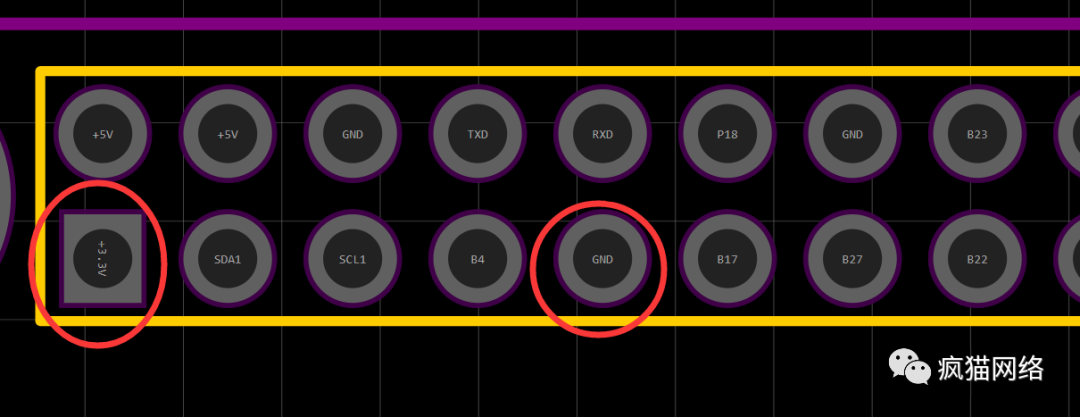 +5V +5V GND TXD RXD P18 GND B23
+3.3V SDA1 SCL1 B4 GND B17 B27 B22
疯猫网络